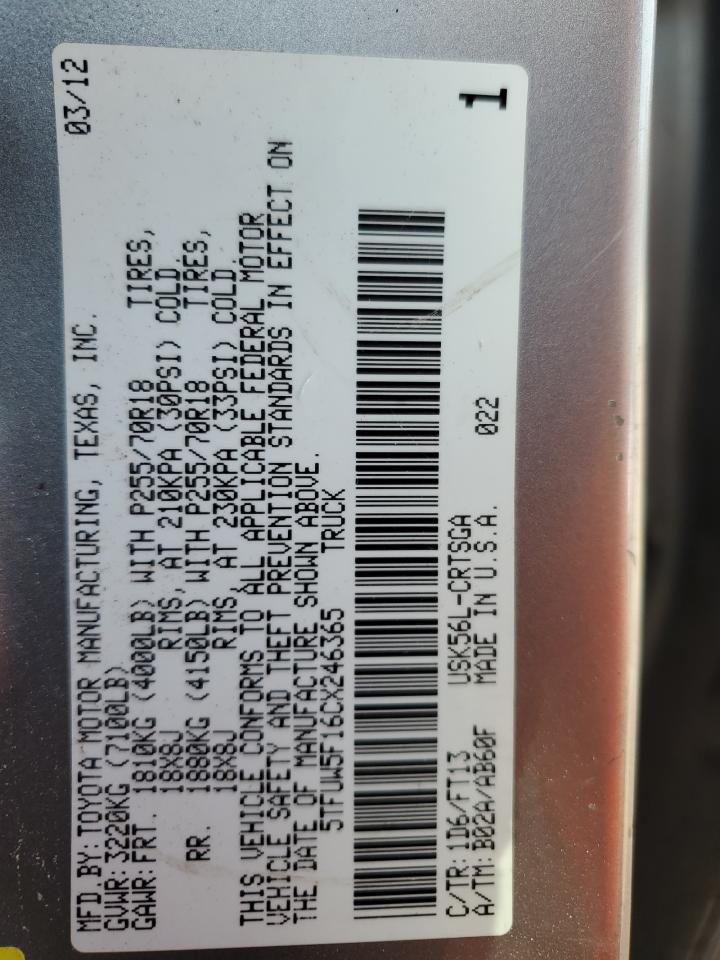 MFD.BY:TOYOTA MOTOR MANUFACTURING, TEXAS, INC. 03/12
GVWR:3220KG (7100LB)
GAWR:FRT. 1810KG (4000LB) WITH P255/70R18 TIRES,
18X8J RIMS, AT 210KPA (30PSI) COLD.
RR. 1880KG (4150LB) WITH P255/70R18 TIRES,
18X8J RIMS, AT 230KPA (33PSI) COLD.
THIS VEHICLE CONFORMS TO ALL APPLICABLE FEDERAL MOTOR
VEHICLE SAFETY AND THEFT PREVENTION STANDARDS IN EFFECT ON
THE DATE OF MANUFACTURE SHOWN ABOVE.
5TFUW5F16CX246365 TRUCK
C/TR:1D6/FT13 USK56L-CRTSGA
A/TM:B02A/AB60F MADE IN U.S.A. 022
1